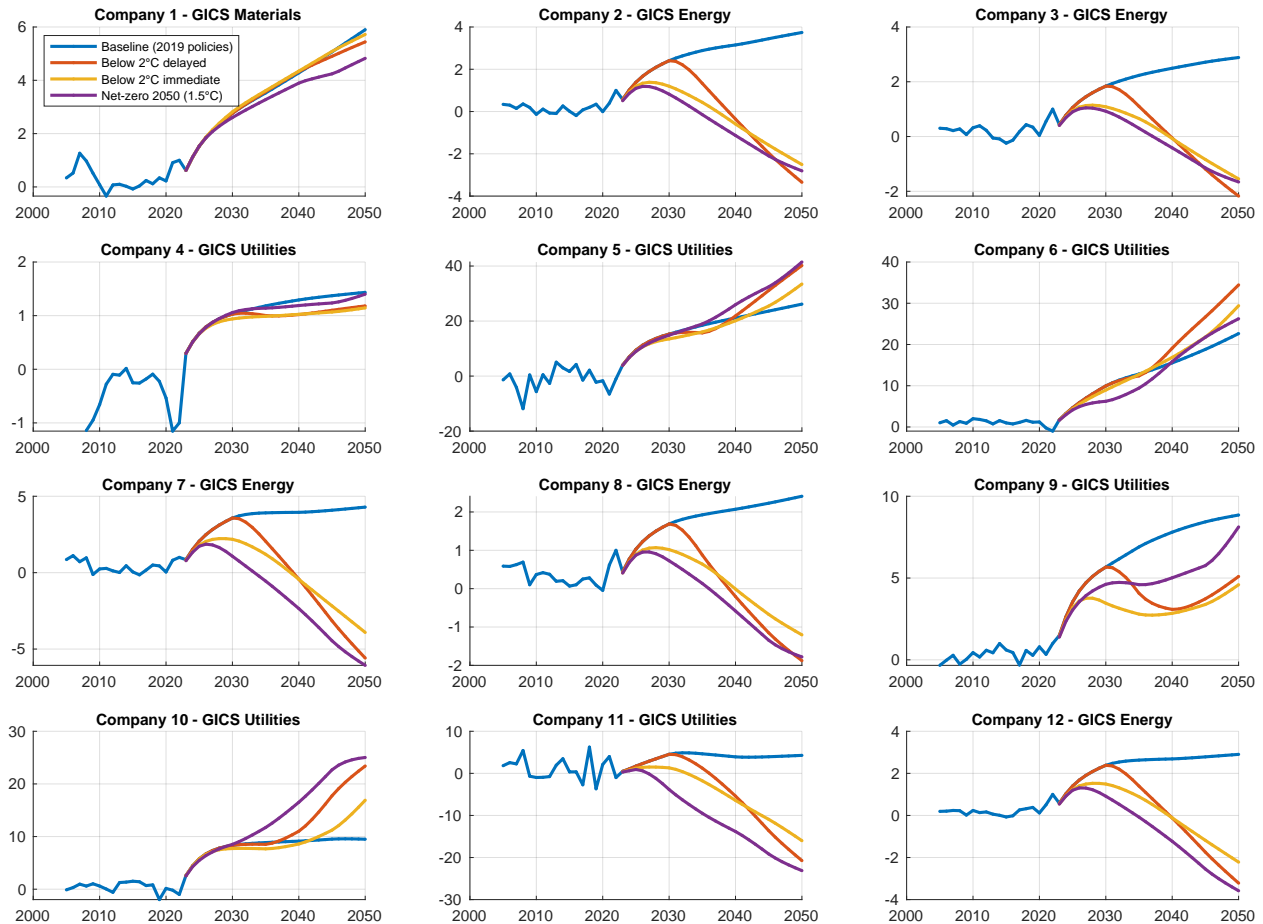 Company 1 - GICS Materials
6
4
2
0
2000 2010 2020 2030 2040 2050
Baseline (2019 policies)
Below 2°C delayed
Below 2°C immediate
Net-zero 2050 (1.5°C)
Company 2 - GICS Energy
4
2
0
-2
-4
2000 2010 2020 2030 2040 2050
Company 3 - GICS Energy
4
2
0
-2
2000 2010 2020 2030 2040 2050
Company 4 - GICS Utilities
2
1
0
-1
2000 2010 2020 2030 2040 2050
Company 5 - GICS Utilities
40
20
0
-20
2000 2010 2020 2030 2040 2050
Company 6 - GICS Utilities
40
30
20
10
0
2000 2010 2020 2030 2040 2050
Company 7 - GICS Energy
5
0
-5
2000 2010 2020 2030 2040 2050
Company 8 - GICS Energy
2
1
0
-1
-2
2000 2010 2020 2030 2040 2050
Company 9 - GICS Utilities
10
5
0
2000 2010 2020 2030 2040 2050
Company 10 - GICS Utilities
30
20
10
0
2000 2010 2020 2030 2040 2050
Company 11 - GICS Utilities
10
0
-10
-20
-30
2000 2010 2020 2030 2040 2050
Company 12 - GICS Energy
4
2
0
-2
-4
2000 2010 2020 2030 2040 2050